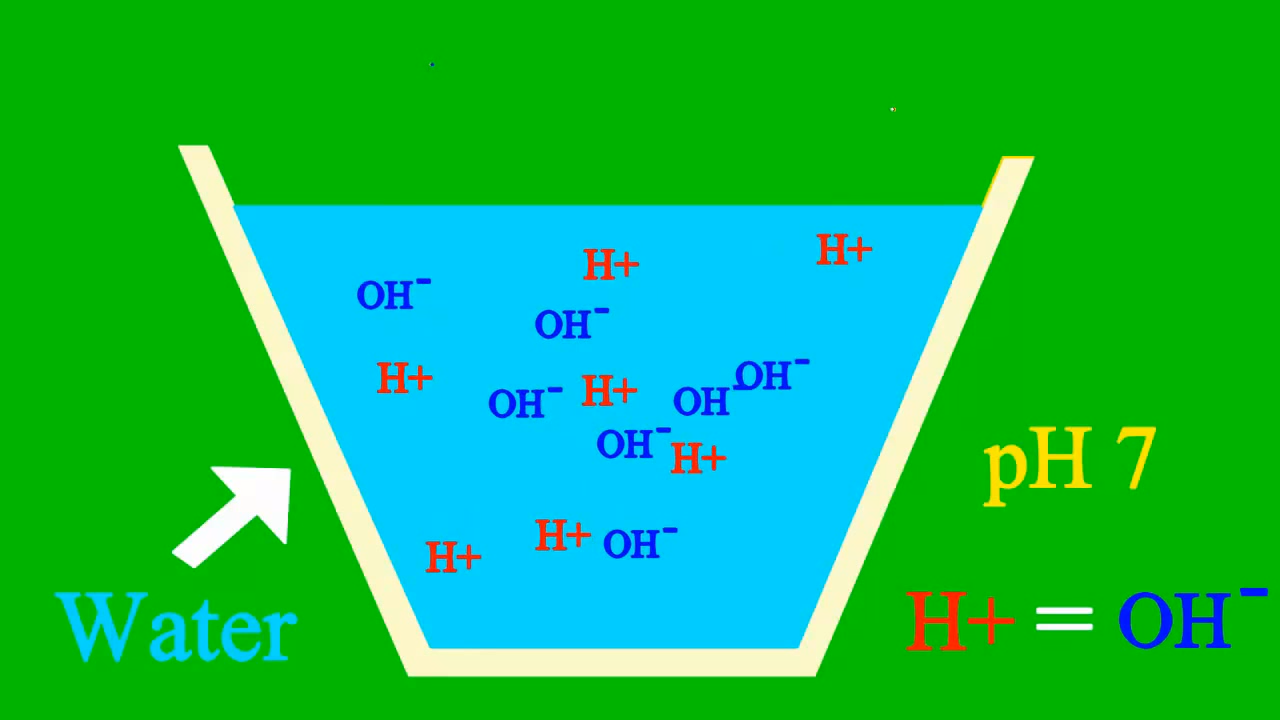 H+
H+
OH⁻
OH⁻
H+
OH⁻
H+
OH⁻
OH⁻
OH⁻
H+
H+
H+
OH⁻
pH 7
Water
H+ = OH⁻